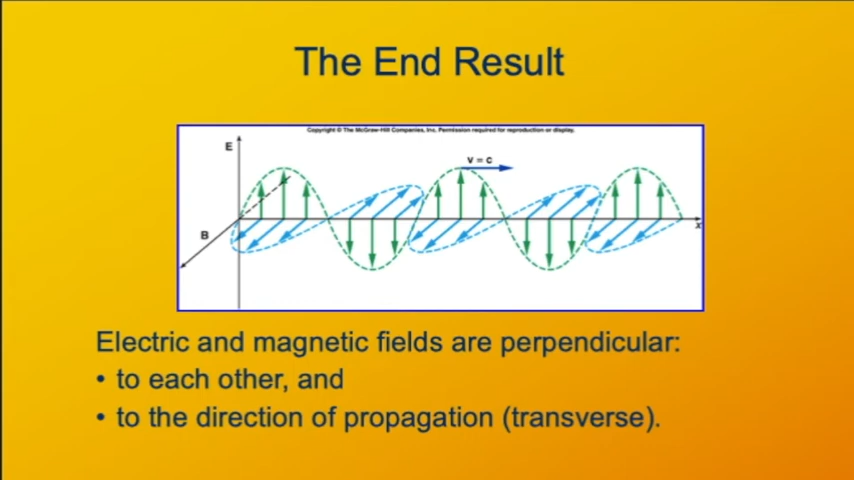 The End Result
Copyright © The McGraw-Hill Companies, Inc. Permission required for reproduction or display.
E
v = c
B
x
Electric and magnetic fields are perpendicular:
• to each other, and
• to the direction of propagation (transverse).